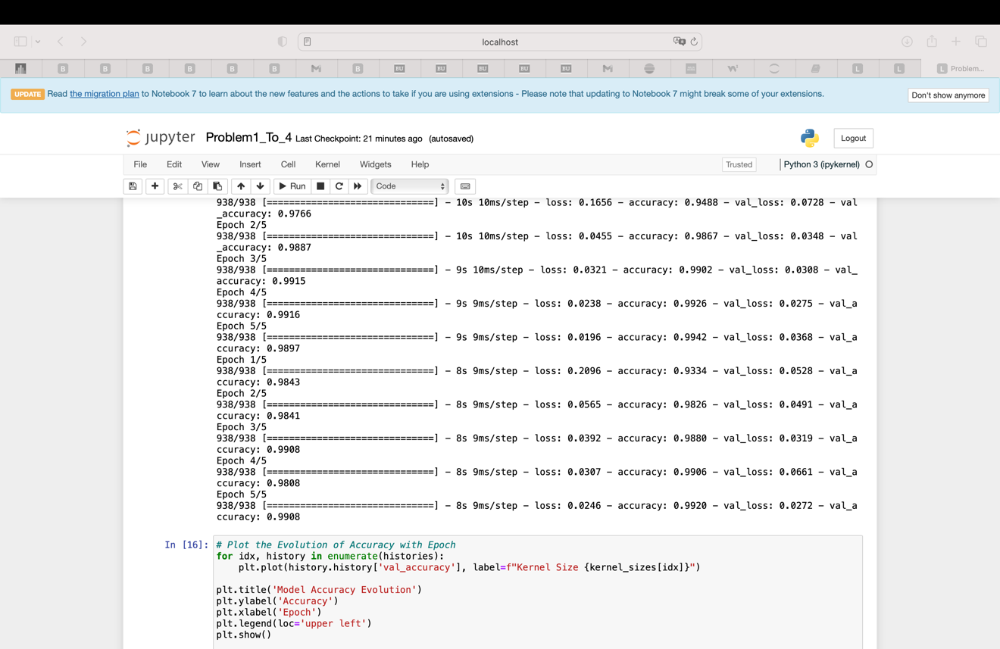 localhost
B B B B B B B BU BU BU BU BU L L L Problem...
UPDATE Read the migration plan to Notebook 7 to learn about the new features and the actions to take if you are using extensions - Please note that updating to Notebook 7 might break some of your extensions. Don't show anymore
jupyter Problem1_To_4 Last Checkpoint: 21 minutes ago (autosaved) Logout
File Edit View Insert Cell Kernel Widgets Help Trusted Python 3 (ipykernel)
Run Code
938/938 [==============================] - 10s 10ms/step - loss: 0.1656 - accuracy: 0.9488 - val_loss: 0.0728 - val
_accuracy: 0.9766
Epoch 2/5
938/938 [==============================] - 10s 10ms/step - loss: 0.0455 - accuracy: 0.9867 - val_loss: 0.0348 - val
_accuracy: 0.9887
Epoch 3/5
938/938 [==============================] - 9s 10ms/step - loss: 0.0321 - accuracy: 0.9902 - val_loss: 0.0308 - val_
accuracy: 0.9915
Epoch 4/5
938/938 [==============================] - 9s 9ms/step - loss: 0.0238 - accuracy: 0.9926 - val_loss: 0.0275 - val_a
ccuracy: 0.9916
Epoch 5/5
938/938 [==============================] - 9s 9ms/step - loss: 0.0196 - accuracy: 0.9942 - val_loss: 0.0368 - val_a
ccuracy: 0.9897
Epoch 1/5
938/938 [==============================] - 8s 9ms/step - loss: 0.2096 - accuracy: 0.9334 - val_loss: 0.0528 - val_a
ccuracy: 0.9843
Epoch 2/5
938/938 [==============================] - 8s 9ms/step - loss: 0.0565 - accuracy: 0.9826 - val_loss: 0.0491 - val_a
ccuracy: 0.9841
Epoch 3/5
938/938 [==============================] - 8s 9ms/step - loss: 0.0392 - accuracy: 0.9880 - val_loss: 0.0319 - val_a
ccuracy: 0.9908
Epoch 4/5
938/938 [==============================] - 8s 9ms/step - loss: 0.0307 - accuracy: 0.9906 - val_loss: 0.0661 - val_a
ccuracy: 0.9808
Epoch 5/5
938/938 [==============================] - 8s 9ms/step - loss: 0.0246 - accuracy: 0.9920 - val_loss: 0.0272 - val_a
ccuracy: 0.9908
In [16]: # Plot the Evolution of Accuracy with Epoch
for idx, history in enumerate(histories):
    plt.plot(history.history['val_accuracy'], label=f"Kernel Size {kernel_sizes[idx]}")
plt.title('Model Accuracy Evolution')
plt.ylabel('Accuracy')
plt.xlabel('Epoch')
plt.legend(loc='upper left')
plt.show()